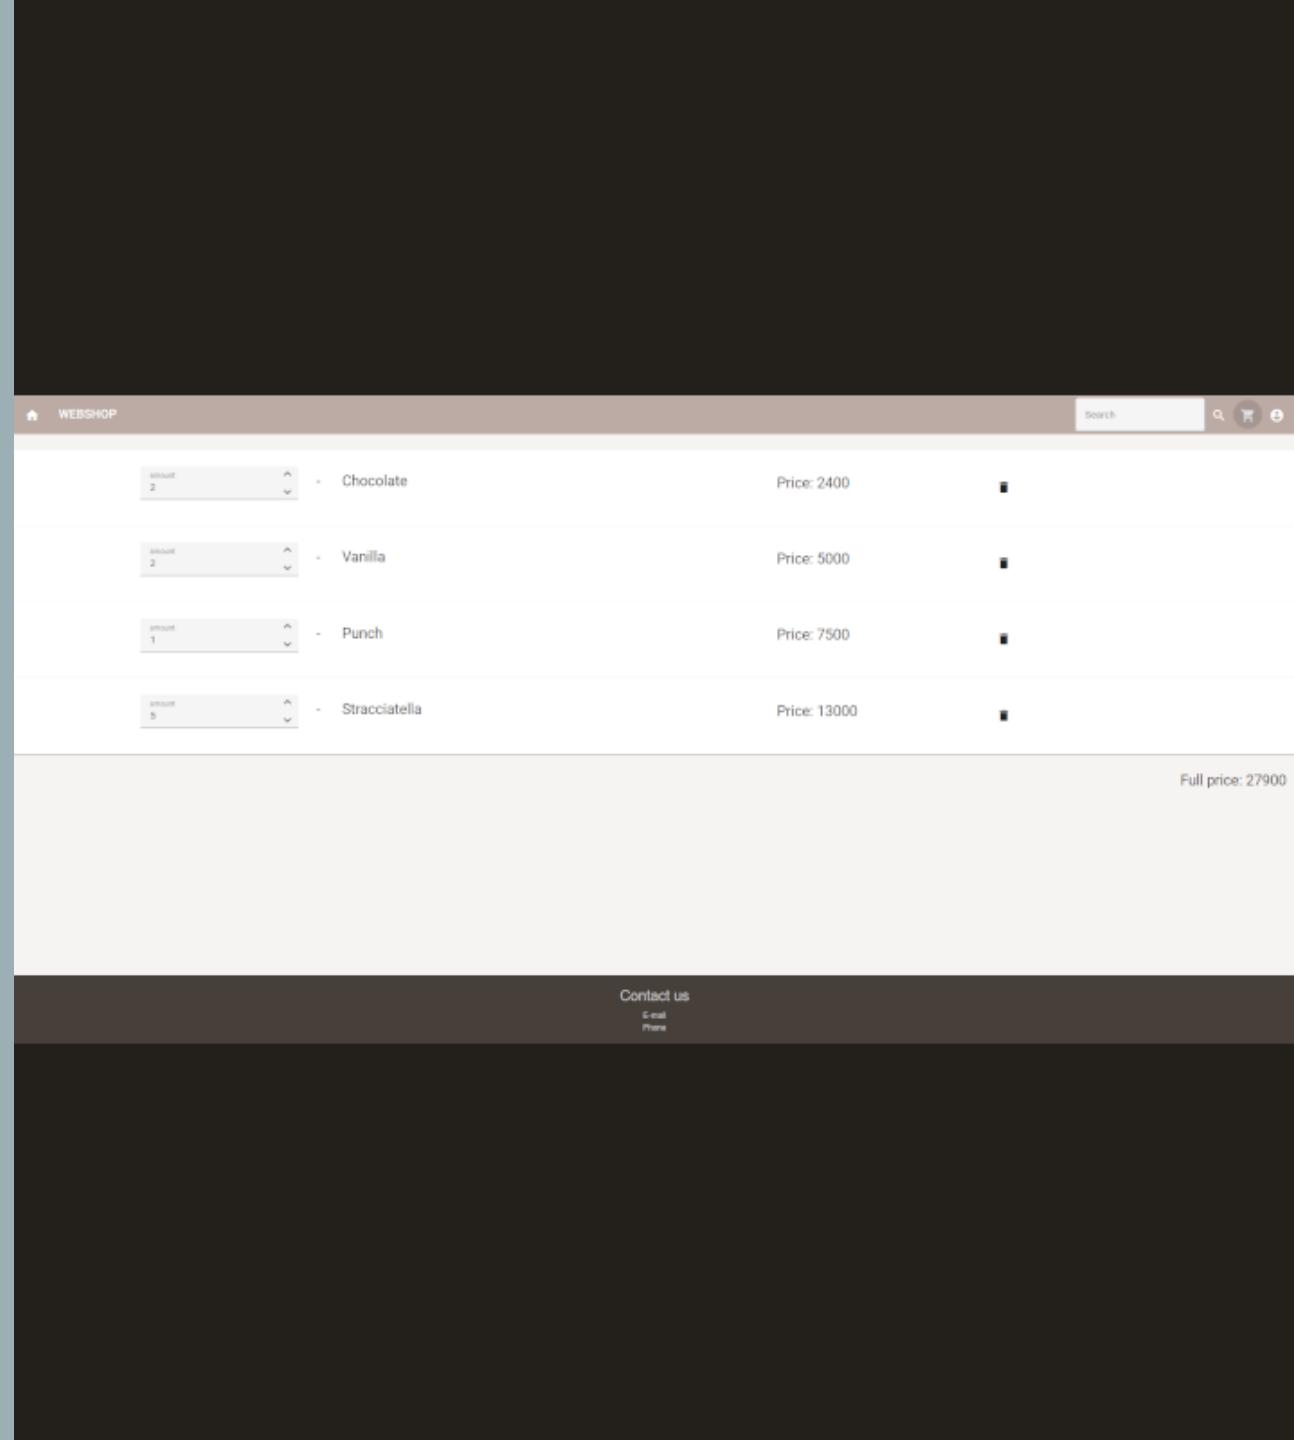 WEBSHOP Search
amount
2
- Chocolate Price: 2400
amount
2
- Vanilla Price: 5000
amount
1
- Punch Price: 7500
amount
5
- Stracciatella Price: 13000
Full price: 27900
Contact us
E-mail
Phone